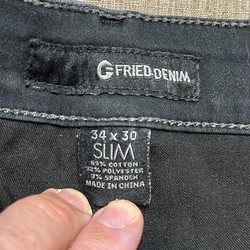 G FRIED·DENIM
34 x 30
SLIM
65% COTTON
32% POLYESTER
3% SPANDEX
MADE IN CHINA